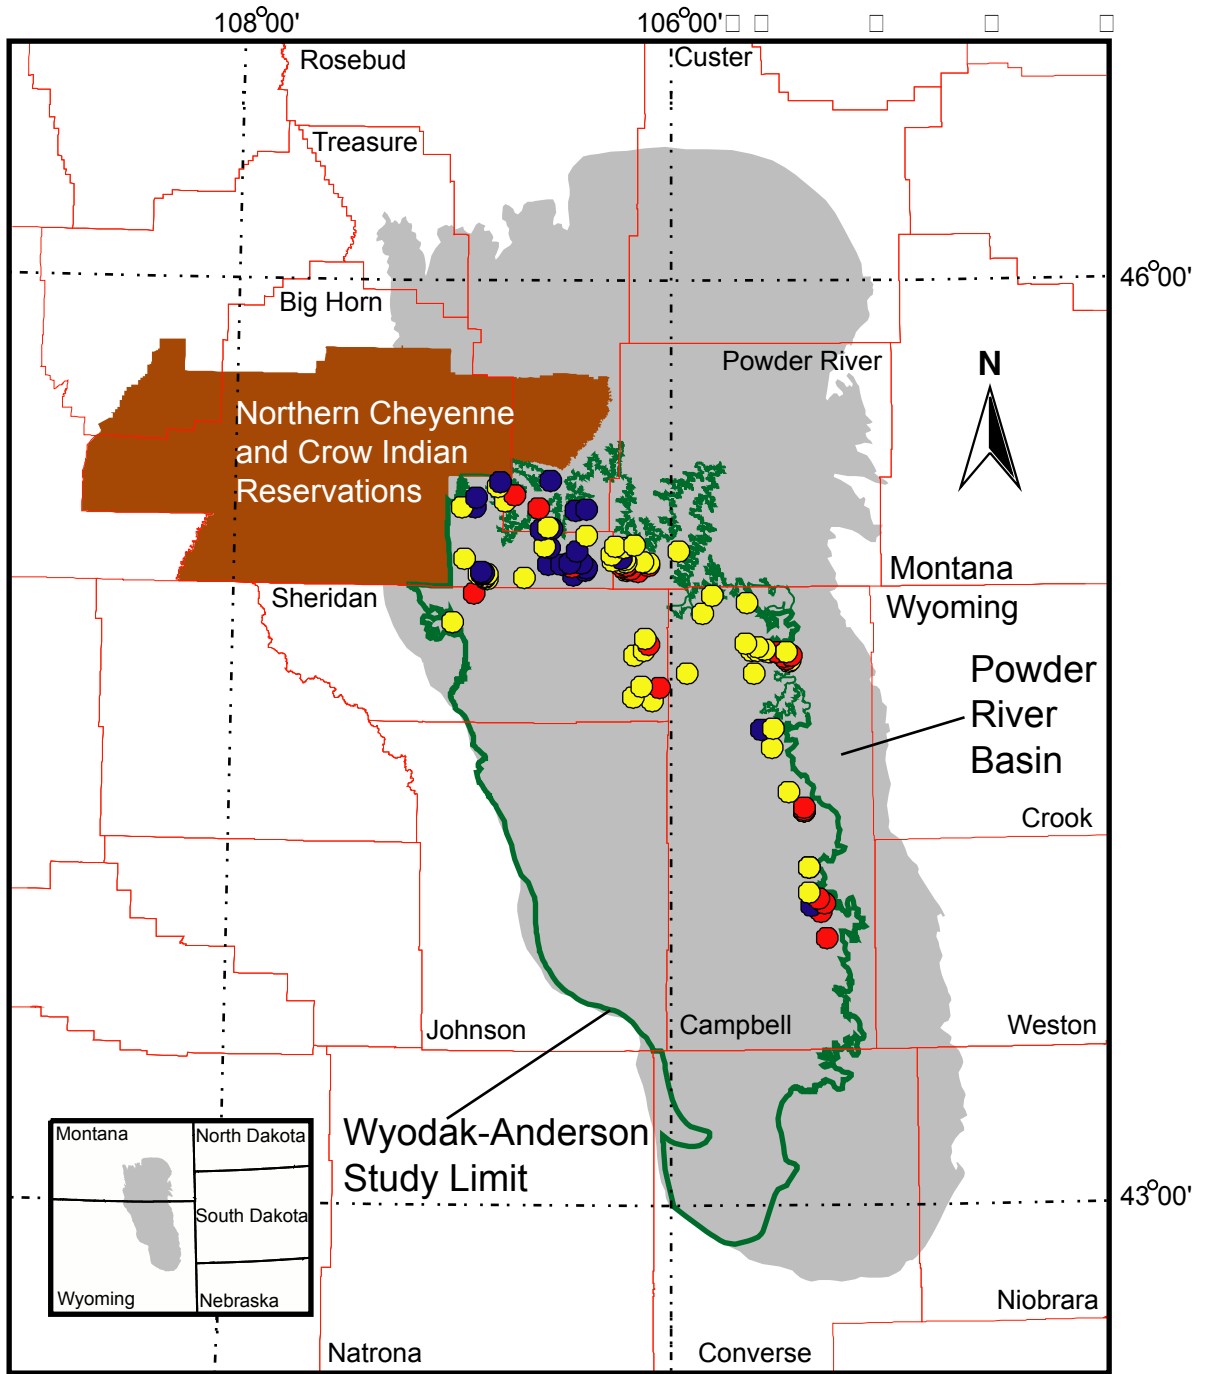 108°00'
106°00'
Rosebud
Custer
Treasure
46°00'
Big Horn
Powder River
N
Northern Cheyenne
and Crow Indian
Reservations
Montana
Sheridan
Wyoming
Powder
River
Basin
Crook
Johnson
Campbell
Weston
Wyodak-Anderson
Study Limit
Montana
North Dakota
South Dakota
Wyoming
Nebraska
43°00'
Niobrara
Natrona
Converse